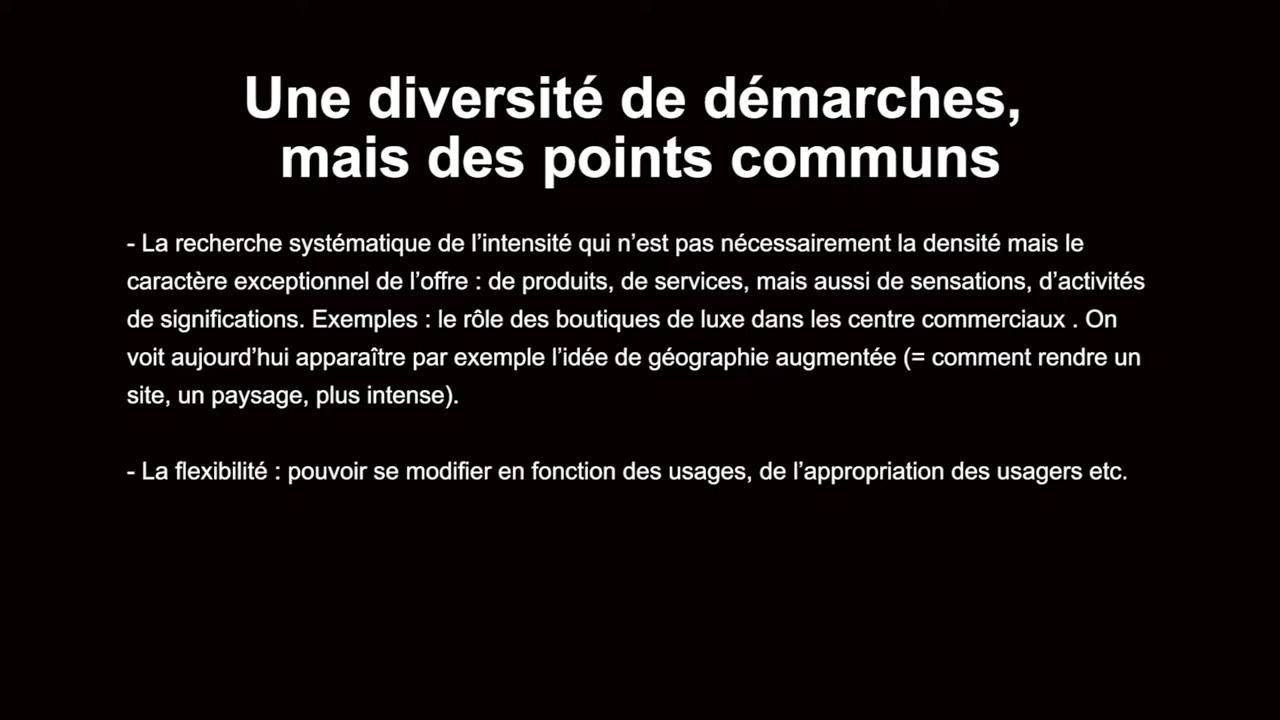 Une diversité de démarches,
mais des points communs
- La recherche systématique de l’intensité qui n’est pas nécessairement la densité mais le
caractère exceptionnel de l’offre : de produits, de services, mais aussi de sensations, d’activités
de significations. Exemples : le rôle des boutiques de luxe dans les centre commerciaux . On
voit aujourd’hui apparaître par exemple l’idée de géographie augmentée (= comment rendre un
site, un paysage, plus intense).
- La flexibilité : pouvoir se modifier en fonction des usages, de l’appropriation des usagers etc.